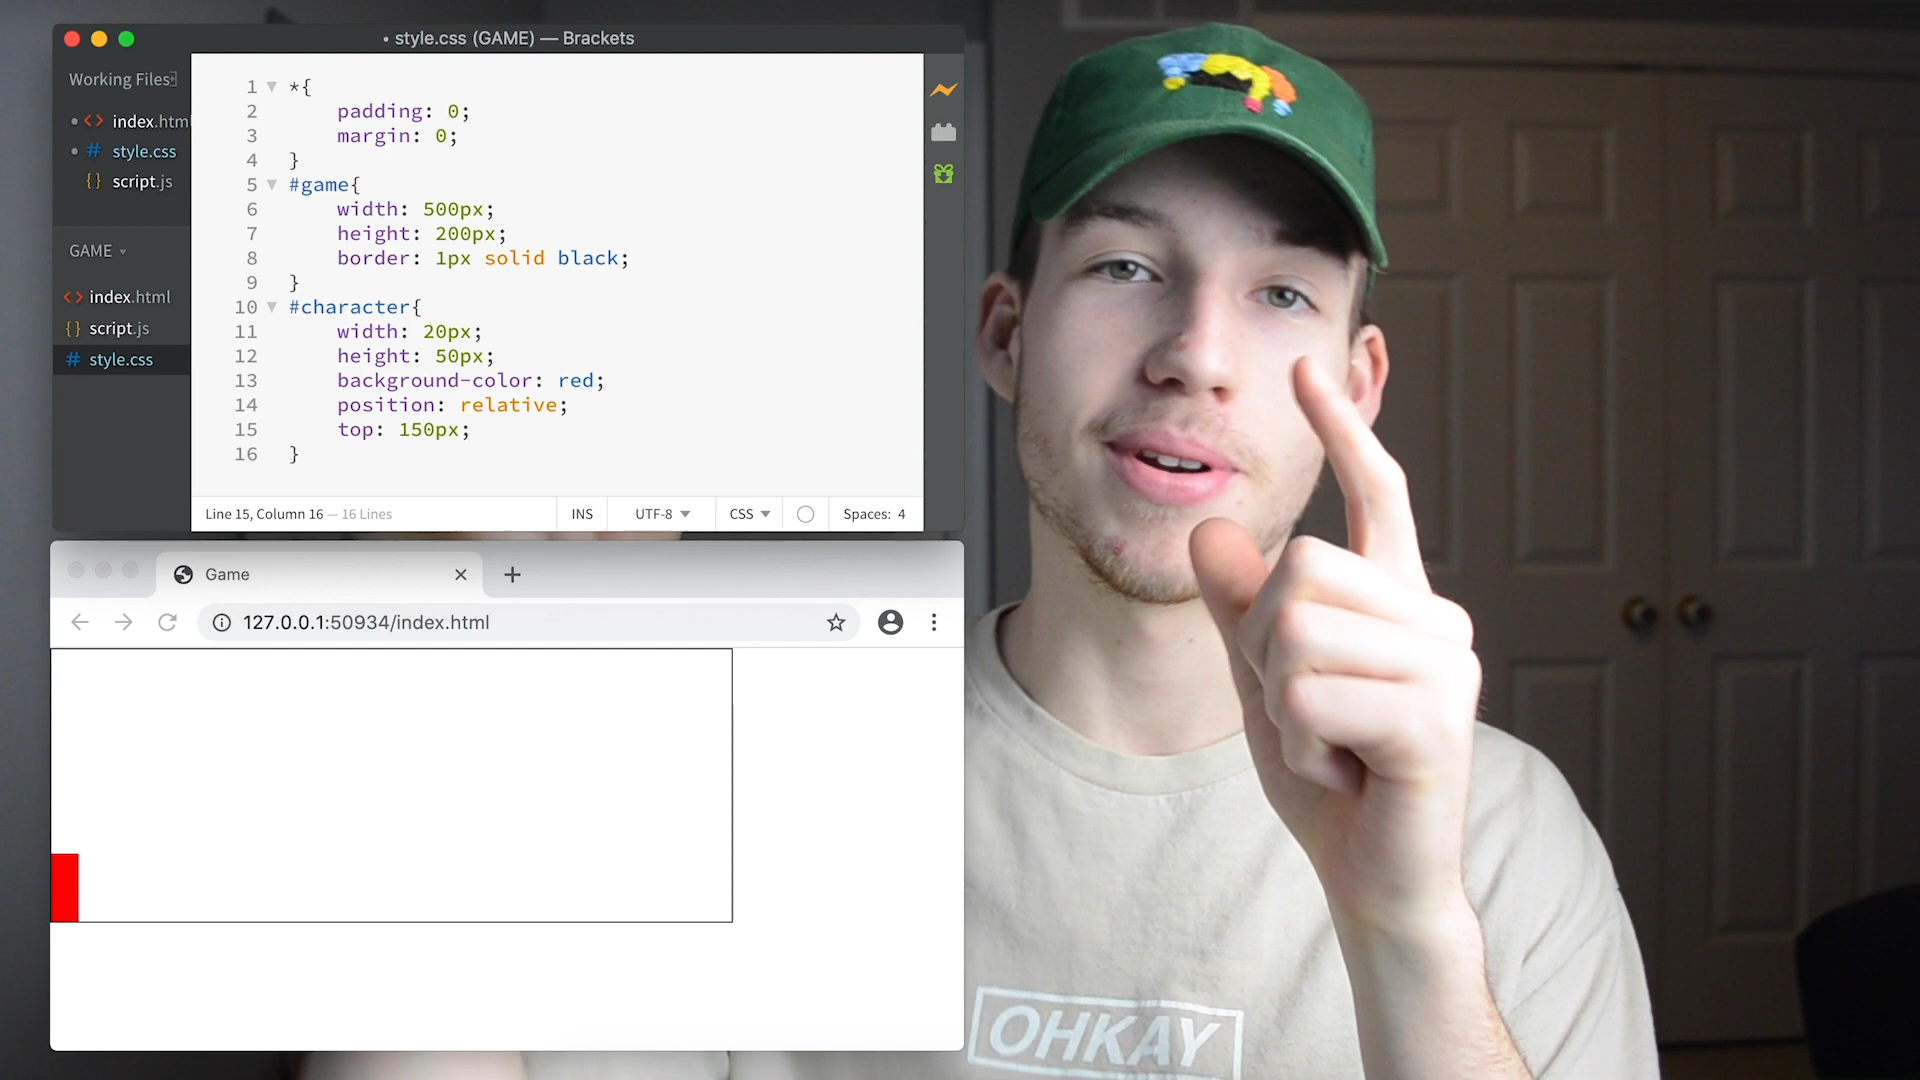 • style.css (GAME) — Brackets
Working Files
index.html
style.css
script.js
GAME
index.html
script.js
style.css
1 *{
2 padding: 0;
3 margin: 0;
4 }
5 #game{
6 width: 500px;
7 height: 200px;
8 border: 1px solid black;
9 }
10 #character{
11 width: 20px;
12 height: 50px;
13 background-color: red;
14 position: relative;
15 top: 150px;
16 }
Line 15, Column 16 — 16 Lines INS UTF-8 CSS Spaces: 4
Game
127.0.0.1:50934/index.html
OHKAY